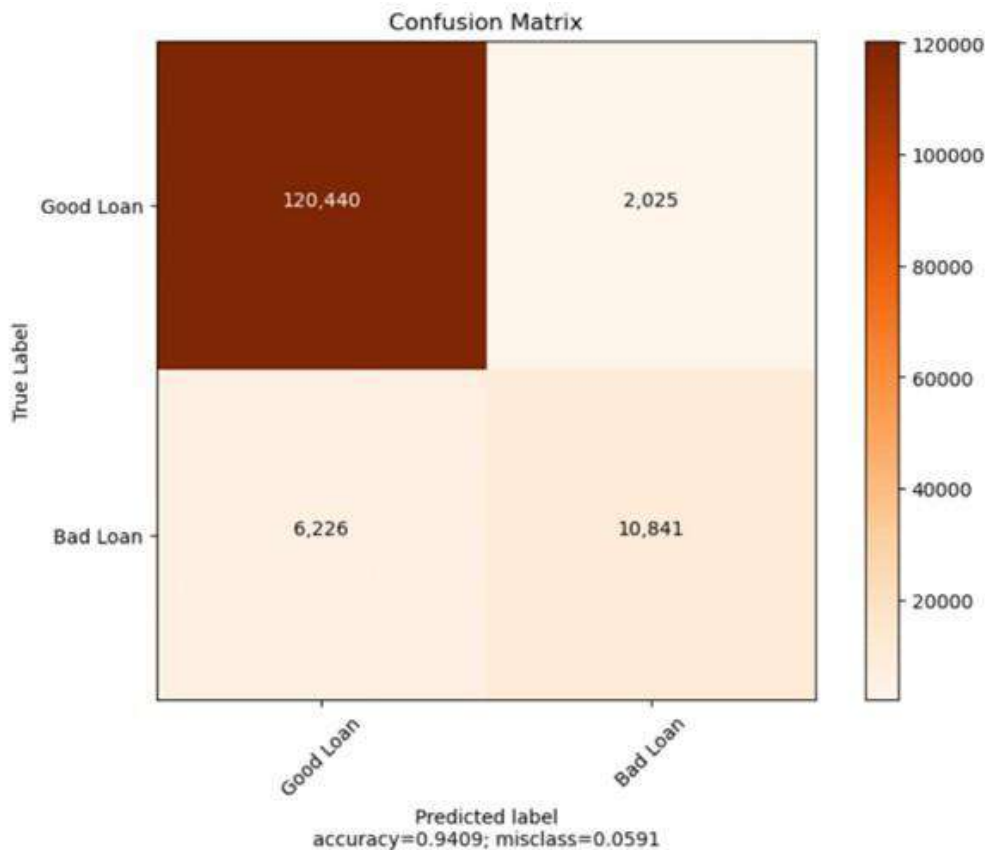 Confusion Matrix
120000
100000
80000
60000
40000
20000
True Label
Good Loan
120,440
2,025
Bad Loan
6,226
10,841
Good Loan
Bad Loan
Predicted label
accuracy=0.9409; misclass=0.0591